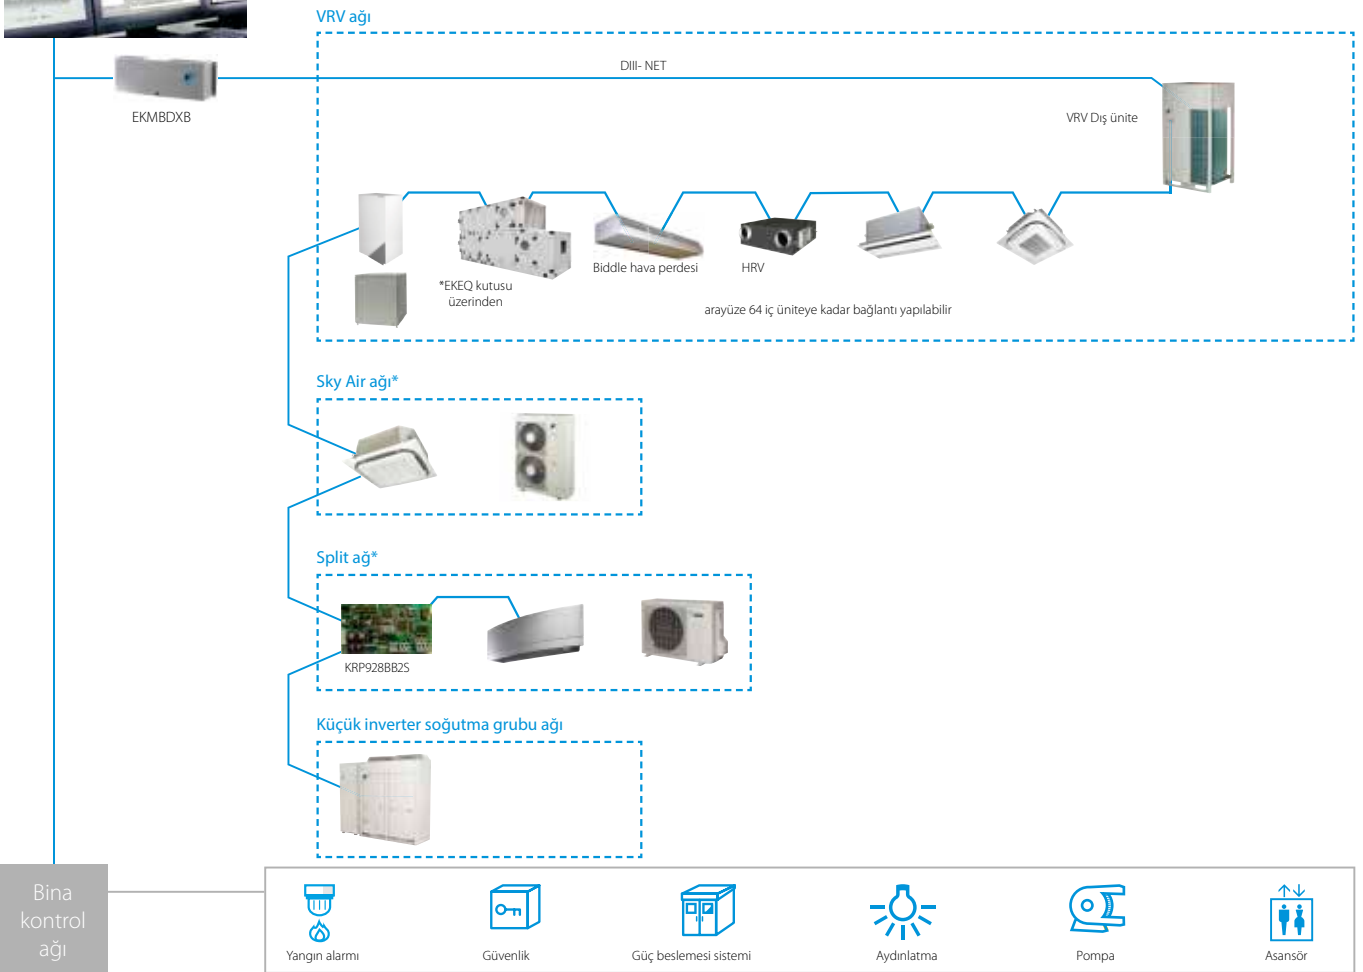 VRV ağı
DIII- NET
EKMBDXB
VRV Dış ünite
Biddle hava perdesi
HRV
*EKEQ kutusu
üzerinden
arayüze 64 iç üniteye kadar bağlantı yapılabilir
Sky Air ağı*
Split ağ*
KRP928BB2S
Küçük inverter soğutma grubu ağı
Bina
kontrol
ağı
Yangın alarmı
Güvenlik
Güç beslemesi sistemi
Aydınlatma
Pompa
Asansör